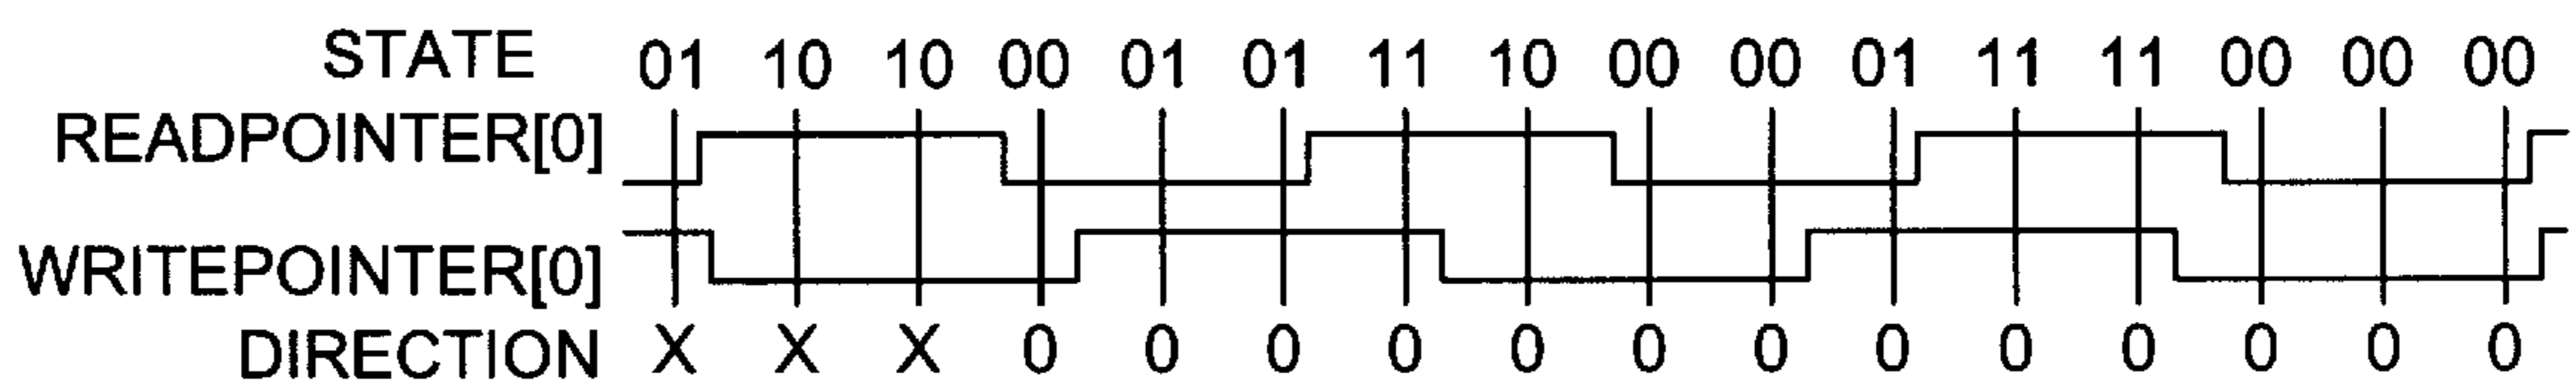 STATE 01 10 10 00 01 01 11 10 00 00 01 11 11 00 00 00
READPOINTER[0]
WRITEPOINTER[0]
DIRECTION X X X 0 0 0 0 0 0 0 0 0 0 0 0 0